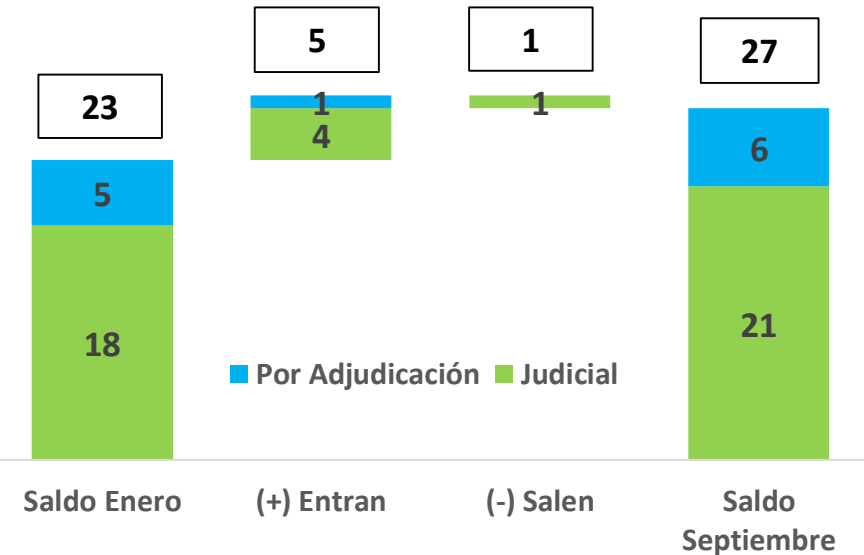 5
1
27
23
1
1
4
6
5
21
18
Por Adjudicación Judicial
Saldo Enero
(+) Entran
(-) Salen
Saldo
Septiembre